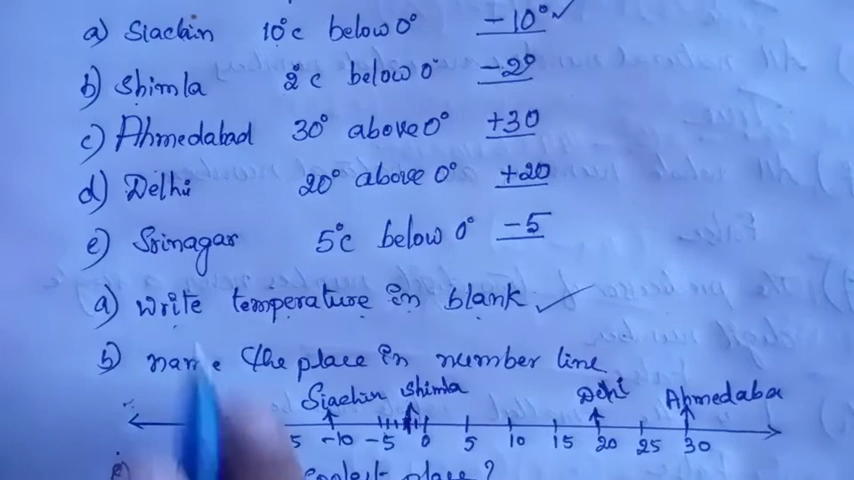 a) Siachin 10°c below 0° -10°✓
b) Shimla 2°c below 0° -2°
c) Ahmedabad 30° above 0° +30
d) Delhi 20° above 0° +20
e) Srinagar 5°c below 0° -5
a) write temperature in blank ✓
b) name the place in number line
Siachin Shimla Delhi Ahmedaba
5 -10 -5 0 5 10 15 20 25 30
coolest place?